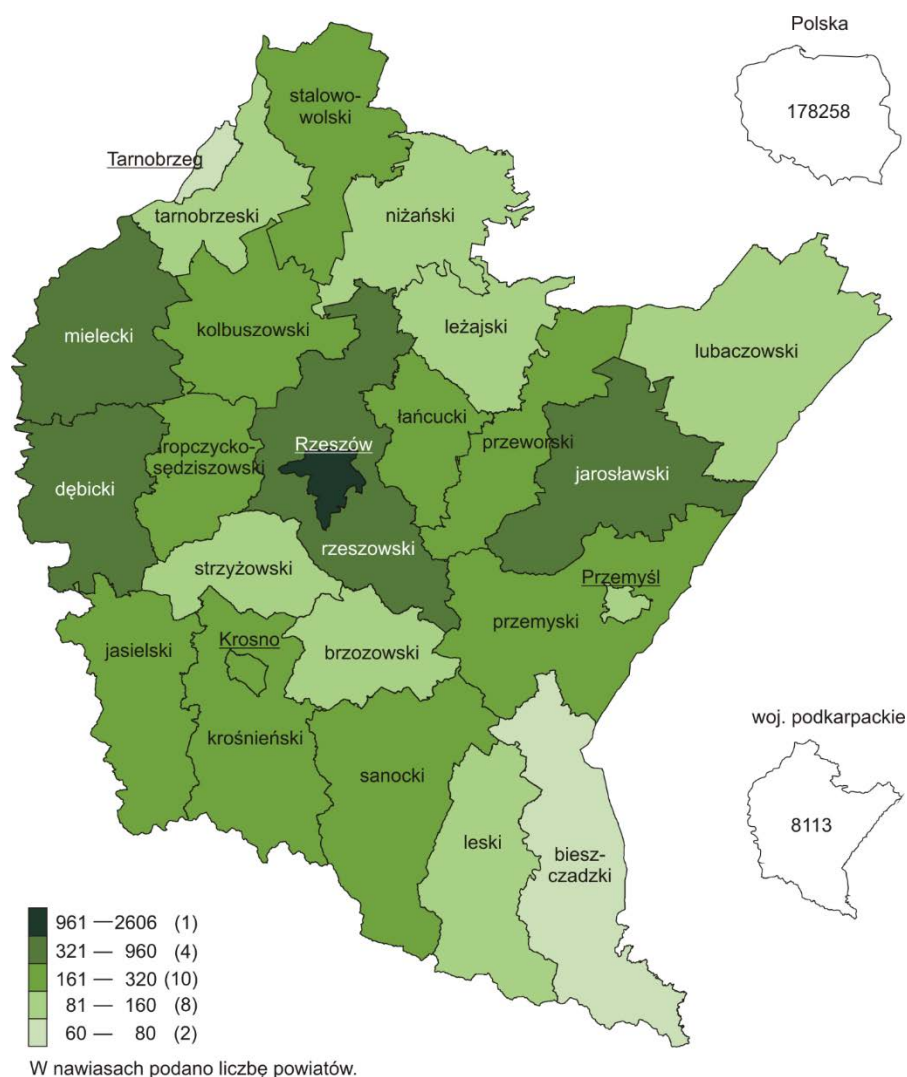 Polska
178258
stalowo-
wolski
Tarnobrzeg
tarnobrzeski
niżański
mielecki
kolbuszowski
leżajski
lubaczowski
łańcucki
ropczycko-
sędziszowski
Rzeszów
przeworski
jarosławski
dębicki
rzeszowski
strzyżowski
Przemyśl
przemyski
jasielski
Krosno
brzozowski
krośnieński
sanocki
woj. podkarpackie
8113
leski
biesz-
czadzki
961 — 2606 (1)
321 — 960 (4)
161 — 320 (10)
81 — 160 (8)
60 — 80 (2)
W nawiasach podano liczbę powiatów.